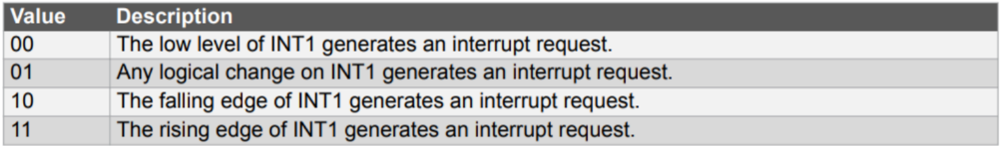 Value Description
00 The low level of INT1 generates an interrupt request.
01 Any logical change on INT1 generates an interrupt request.
10 The falling edge of INT1 generates an interrupt request.
11 The rising edge of INT1 generates an interrupt request.